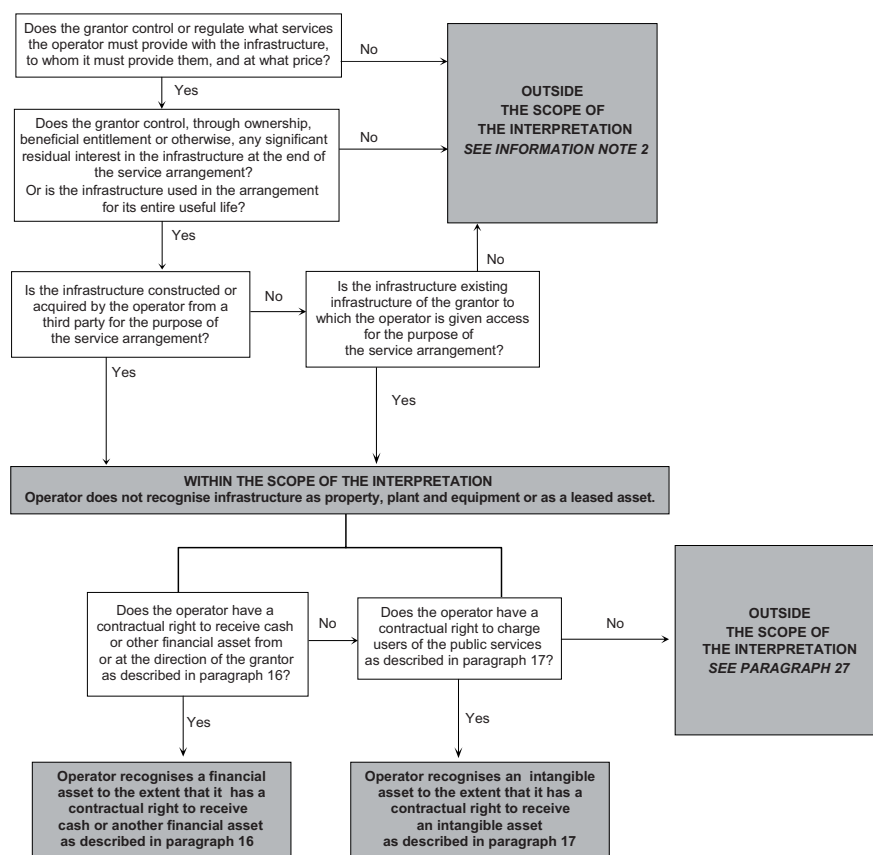 Does the grantor control or regulate what services
the operator must provide with the infrastructure,
to whom it must provide them, and at what price?
No
Yes
OUTSIDE
THE SCOPE OF
THE INTERPRETATION
SEE INFORMATION NOTE 2
Does the grantor control, through ownership,
beneficial entitlement or otherwise, any significant
residual interest in the infrastructure at the end of
the service arrangement?
Or is the infrastructure used in the arrangement
for its entire useful life?
No
Yes
No
Is the infrastructure constructed or
acquired by the operator from a
third party for the purpose of
the service arrangement?
No
Is the infrastructure existing
infrastructure of the grantor to
which the operator is given access
for the purpose of
the service arrangement?
Yes
Yes
WITHIN THE SCOPE OF THE INTERPRETATION
Operator does not recognise infrastructure as property, plant and equipment or as a leased asset.
Does the operator have a
contractual right to receive cash
or other financial asset from
or at the direction of the grantor
as described in paragraph 16?
No
Does the operator have a
contractual right to charge
users of the public services
as described in paragraph 17?
No
OUTSIDE
THE SCOPE OF
THE INTERPRETATION
SEE PARAGRAPH 27
Yes
Yes
Operator recognises a financial
asset to the extent that it has a
contractual right to receive
cash or another financial asset
as described in paragraph 16
Operator recognises an intangible
asset to the extent that it has a
contractual right to receive
an intangible asset
as described in paragraph 17